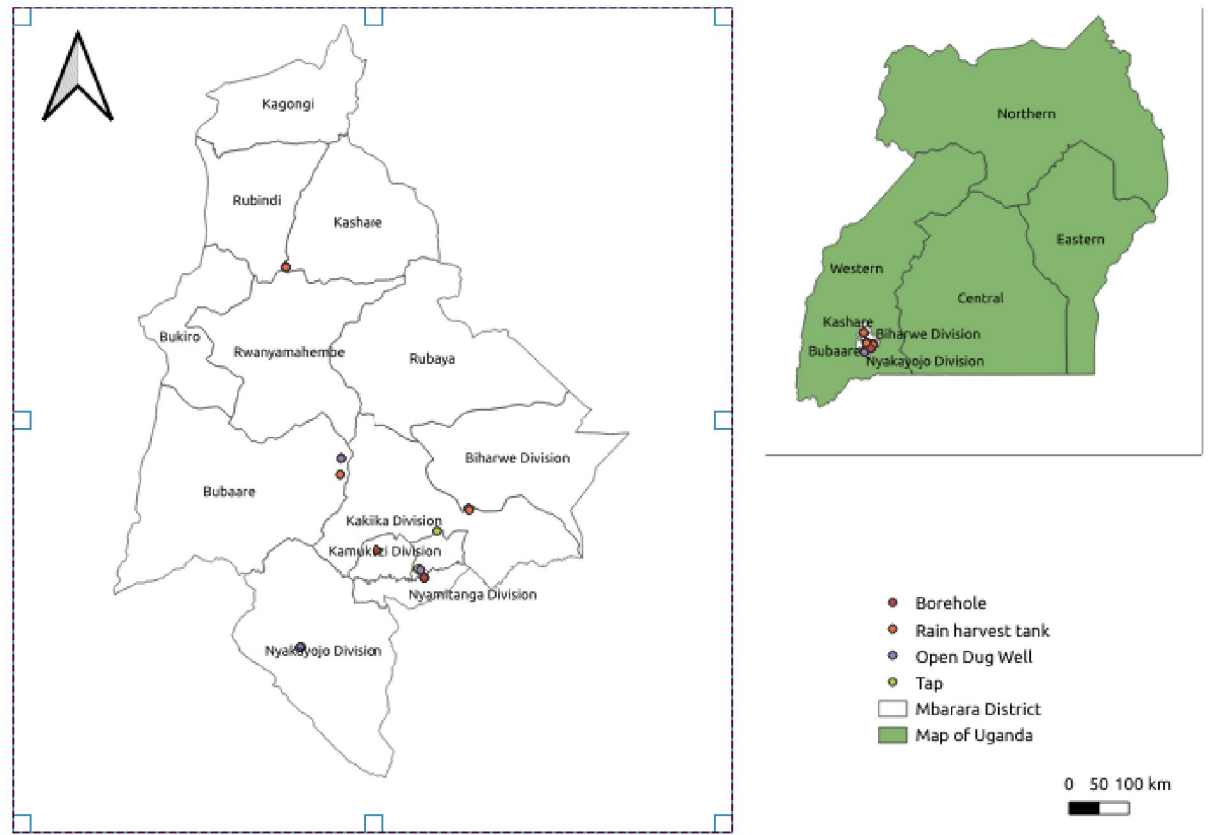 Kagongi
Rubindi
Kashare
Bukiro
Rwanyamahembe
Rubaya
Biharwe Division
Bubaare
Kakiika Division
Kamukuzi Division
Nyamitanga Division
Nyakayojo Division
Northern
Eastern
Western
Central
Kashare
Biharwe Division
Bubaare
Nyakayojo Division
Borehole
Rain harvest tank
Open Dug Well
Tap
Mbarara District
Map of Uganda
0 50 100 km